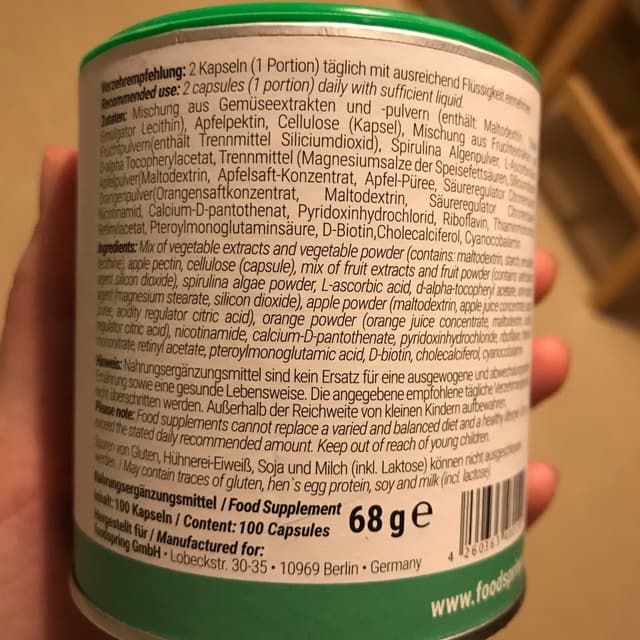 Verzehrempfehlung: 2 Kapseln (1 Portion) täglich mit ausreichend Flüssigkeit einnehmen
Recommended use: 2 capsules (1 portion) daily with sufficient liquid.
Zutaten: Mischung aus Gemüseextrakten und -pulvern (enthält: Maltodextrin,
Emulgator Lecithin), Apfelpektin, Cellulose (Kapsel), Mischung aus
Fruchtpulvern(enthält Trennmittel Siliciumdioxid), Spirulina Algenpulver,
D-alpha Tocopherylacetat, Trennmittel (Magnesiumsalze der Speisefettsäuren,
Apfelpulver(Maltodextrin, Apfelsaft-Konzentrat, Apfel-Püree, Säureregulator
Orangenpulver(Orangensaftkonzentrat, Maltodextrin, Säureregulator
Nicotinamid, Calcium-D-pantothenat, Pyridoxinhydrochlorid, Riboflavin,
Retinylacetat, Pteroylmonoglutaminsäure, D-Biotin,Cholecalciferol,
Ingredients: Mix of vegetable extracts and vegetable powder (contains: maltodextrin,
apple pectin, cellulose (capsule), mix of fruit extracts and fruit powder (contains
agent silicon dioxide), spirulina algae powder, L-ascorbic acid, d-alpha-tocopheryl acetate,
agent (magnesium stearate, silicon dioxide), apple powder (maltodextrin, apple juice
acidity regulator citric acid), orange powder (orange juice concentrate,
regulator citric acid), nicotinamide, calcium-D-pantothenate, pyridoxinhydrochloride,
retinyl acetate, pteroylmonoglutamic acid, D-biotin, cholecalciferol,
Hinweis: Nahrungsergänzungsmittel sind kein Ersatz für eine ausgewogene und
Ernährung sowie eine gesunde Lebensweise. Die angegebene empfohlene tägliche
nicht überschritten werden. Außerhalb der Reichweite von kleinen Kindern aufbewahren.
Please note: Food supplements cannot replace a varied and balanced diet and a healthy
exceed the stated daily recommended amount. Keep out of reach of young children.
Spuren von Gluten, Hühnerei-Eiweiß, Soja und Milch (inkl. Laktose) können nicht
werden. / May contain traces of gluten, hen's egg protein, soy and milk (incl. lactose)
Nahrungsergänzungsmittel / Food Supplement
Inhalt: 100 Kapseln / Content: 100 Capsules
68 g e
Hergestellt für / Manufactured for:
foodspring GmbH • Lobeckstr. 30-35 • 10969 Berlin • Germany
www.foodspring